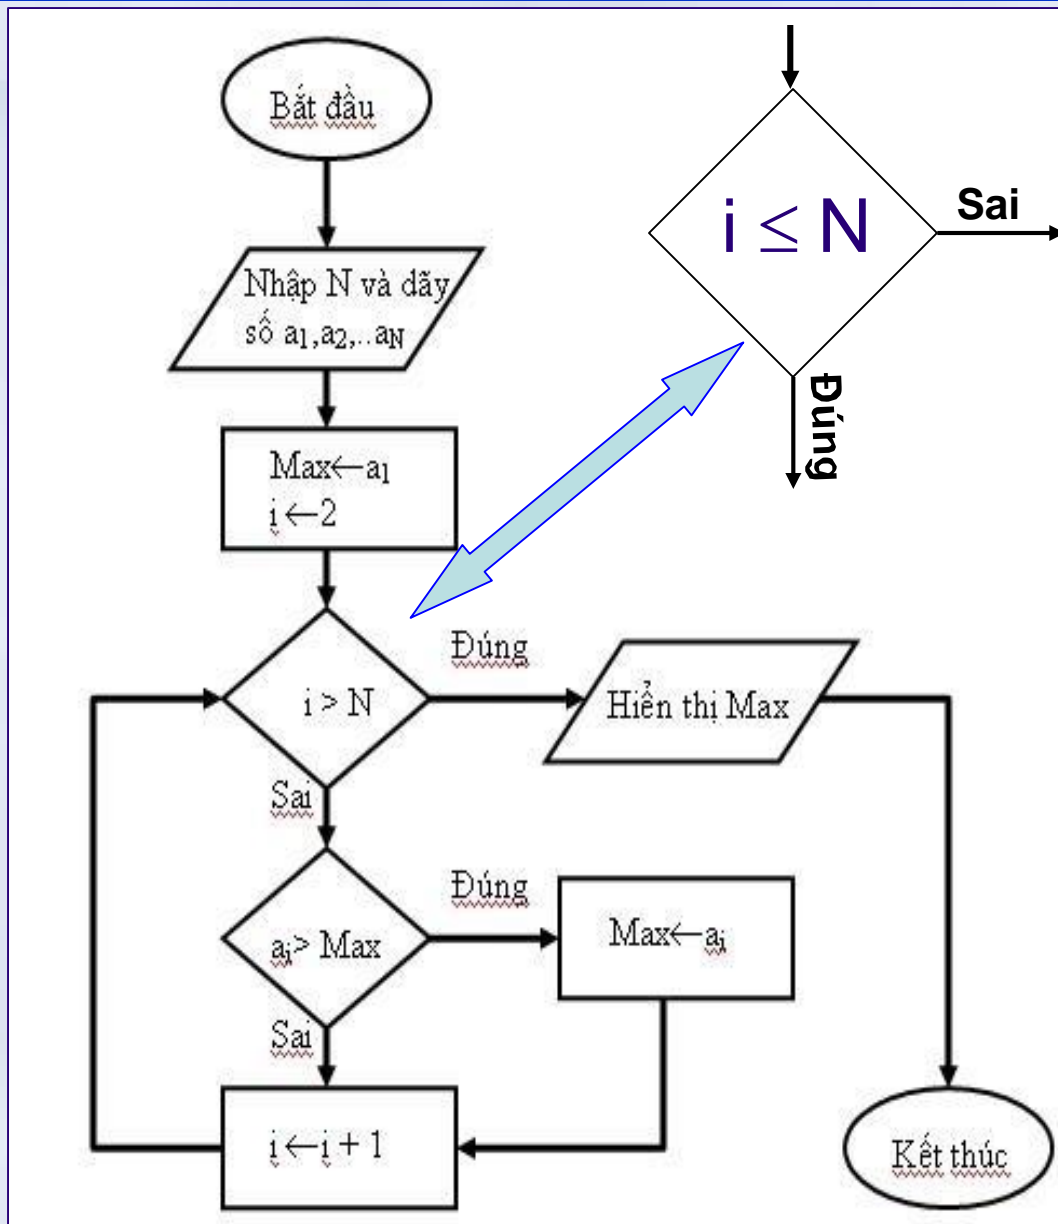 Bắt đầu
Nhập N và dãy
số a1,a2,..aN
Max←a1
i←2
i > N
Đúng
Hiển thị Max
Sai
ai> Max
Đúng
Max←ai
Sai
i←i + 1
Kết thúc
i ≤ N
Sai
Đúng